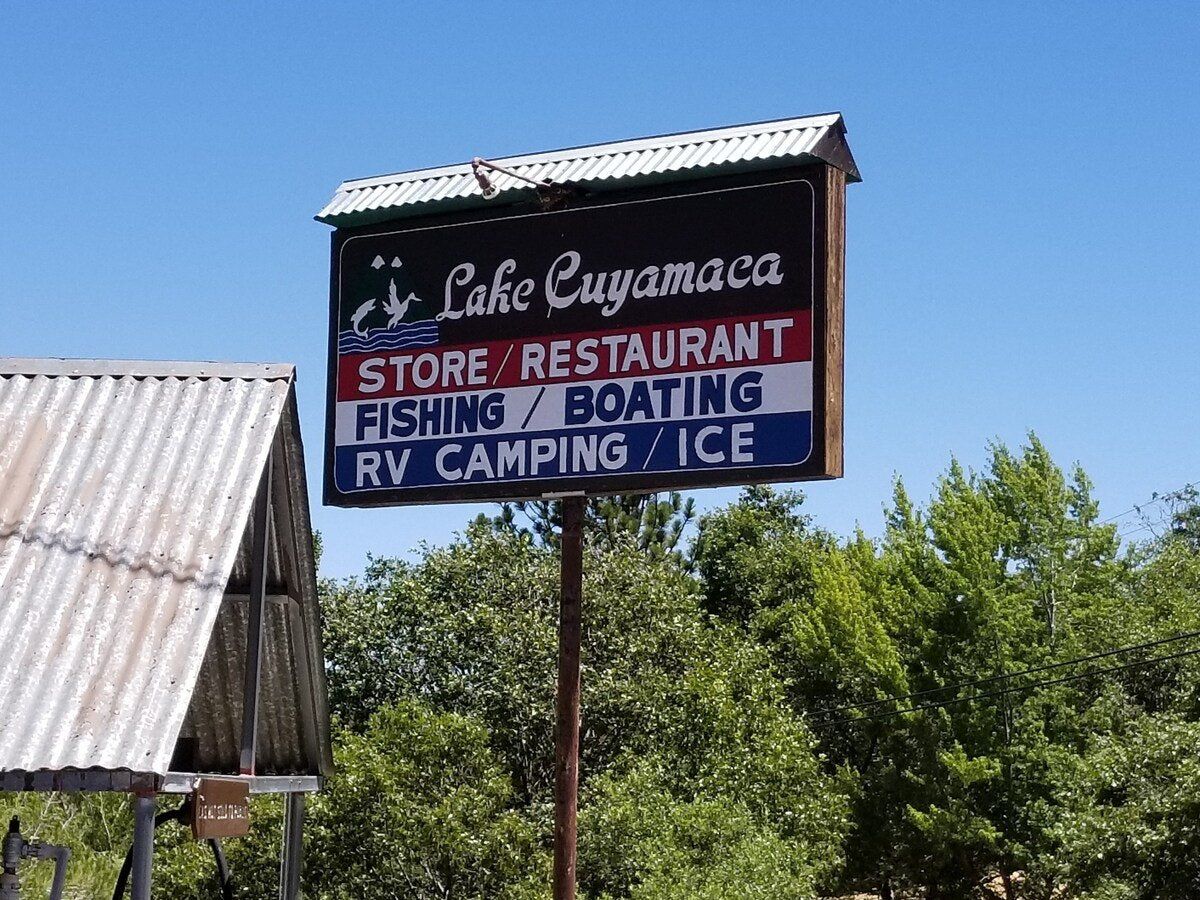 Lake Cuyamaca
STORE / RESTAURANT
FISHING / BOATING
RV CAMPING / ICE